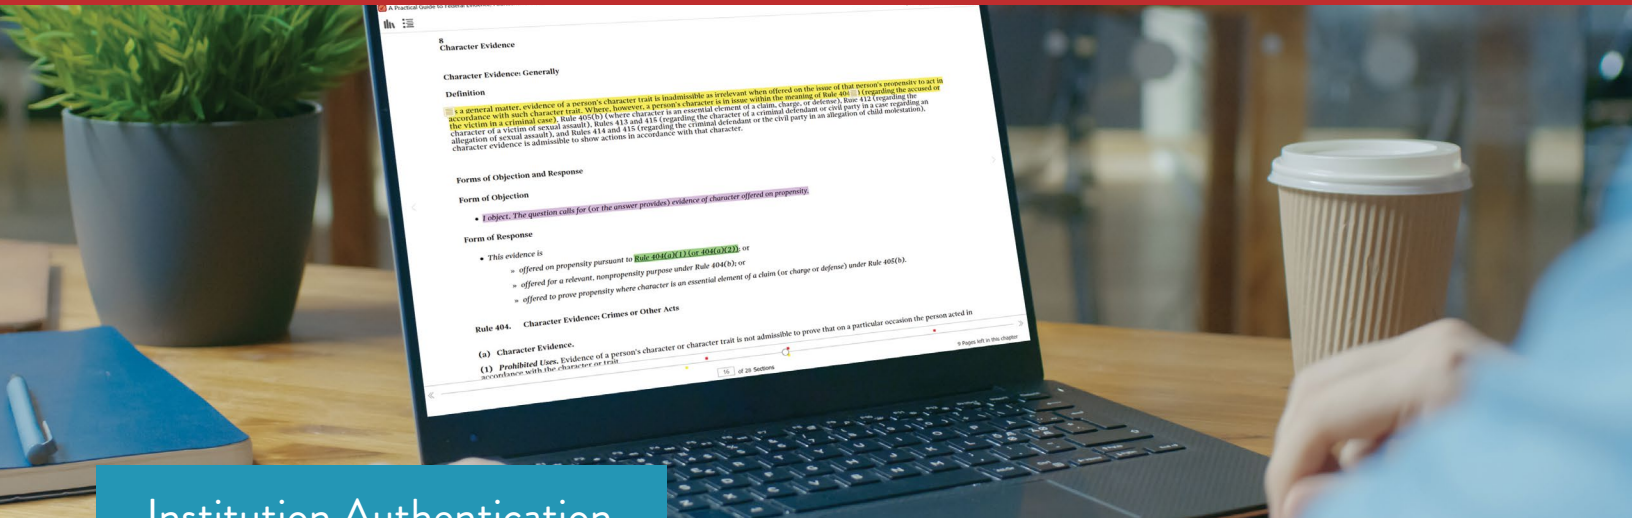 A Practical Guide to Federal
8
Character Evidence
Character Evidence: Generally
Definition
s a general matter, evidence of a person's character trait is inadmissible as irrelevant when offered on the issue of that person's propensity to act in
accordance with such character trait. Where, however, a person's character is in issue within the meaning of Rule 404 ) (regarding the accused or
the victim in a criminal case), Rule 405(b) (where character is an essential element of a claim, charge, or defense), Rule 412 (regarding the
character of a victim of sexual assault), Rules 413 and 415 (regarding the character of a criminal defendant or civil party in a case regarding an
allegation of sexual assault), and Rules 414 and 415 (regarding the criminal defendant or the civil party in an allegation of child molestation),
character evidence is admissible to show actions in accordance with that character.
Forms of Objection and Response
Form of Objection
• I object. The question calls for (or the answer provides) evidence of character offered on propensity.
Form of Response
• This evidence is
» offered on propensity pursuant to Rule 404(a)(1) (or 404(a)(2)); or
» offered for a relevant, nonpropensity purpose under Rule 404(b); or
» offered to prove propensity where character is an essential element of a claim (or charge or defense) under Rule 405(b).
Rule 404. Character Evidence; Crimes or Other Acts
(a) Character Evidence.
(1) Prohibited Uses. Evidence of a person's character or character trait is not admissible to prove that on a particular occasion the person acted in
accordance with the character or trait.
16 of 28 Sections
9 Pages left in this chapter
Institution Authentication